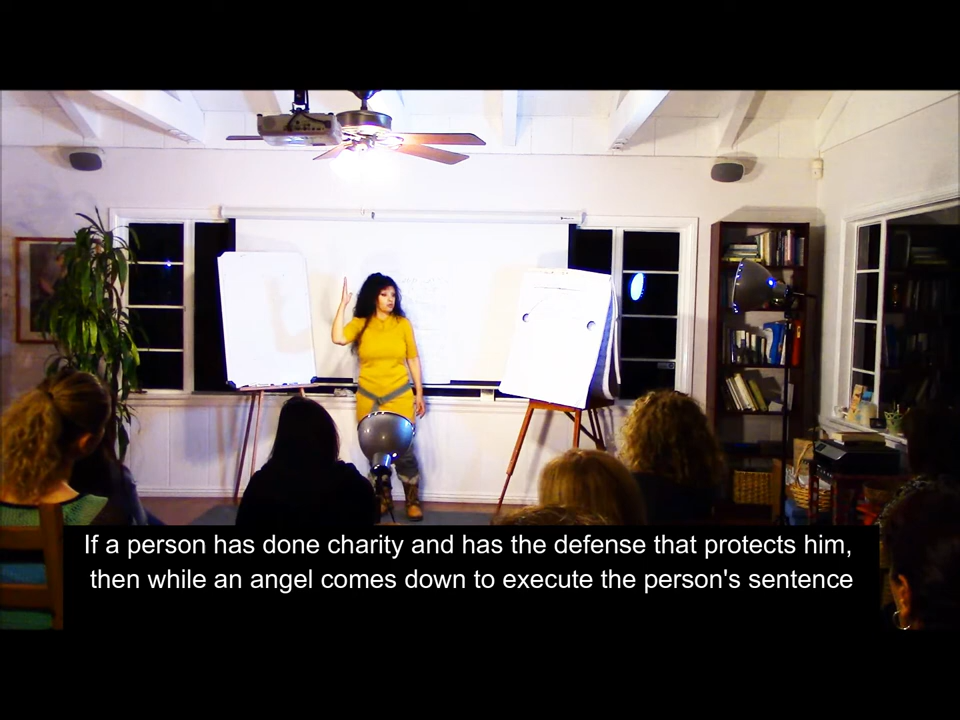 If a person has done charity and has the defense that protects him,
then while an angel comes down to execute the person's sentence